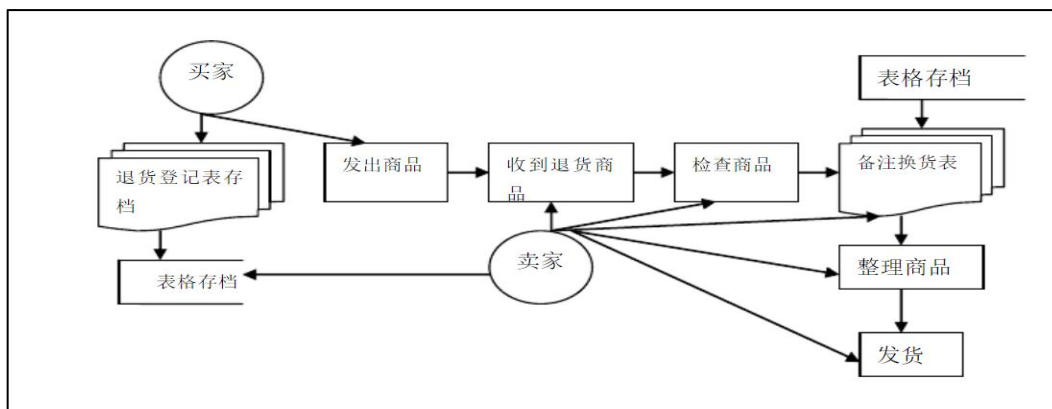 买家
表格存档
退货登记表存
档
发出商品
收到退货商
品
检查商品
备注换货表
卖家
整理商品
表格存档
发货